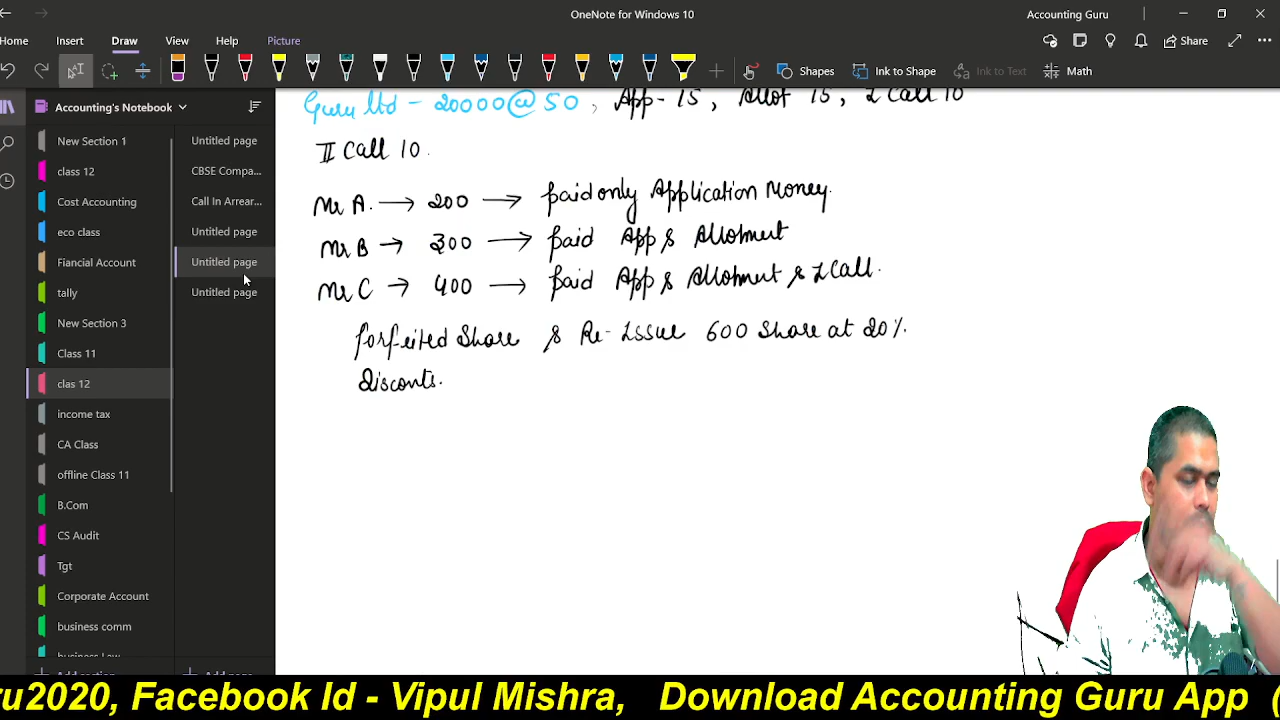 OneNote for Windows 10
Accounting Guru
Home Insert Draw View Help Picture
Share
Shapes
Ink to Shape
Ink to Text
Math
Accounting's Notebook
New Section 1
class 12
Cost Accounting
eco class
Fiancial Account
tally
New Section 3
Class 11
clas 12
income tax
CA Class
offline Class 11
B.Com
CS Audit
Tgt
Corporate Account
business comm
business Law
Untitled page
CBSE Compa...
Call In Arrear...
Untitled page
Untitled page
Untitled page
Guru ltd - 20000@50, App- 15, Allot 15, I Call 10
II Call 10.
Mr A. → 200 → paid only Application Money.
Mr B → 300 → paid App & Allotment
Mr C → 400 → paid App & Allotment & I Call.
forfeited Share & Re-Issue 600 Share at 20%.
disconts.
ru2020, Facebook Id - Vipul Mishra, Download Accounting Guru App (